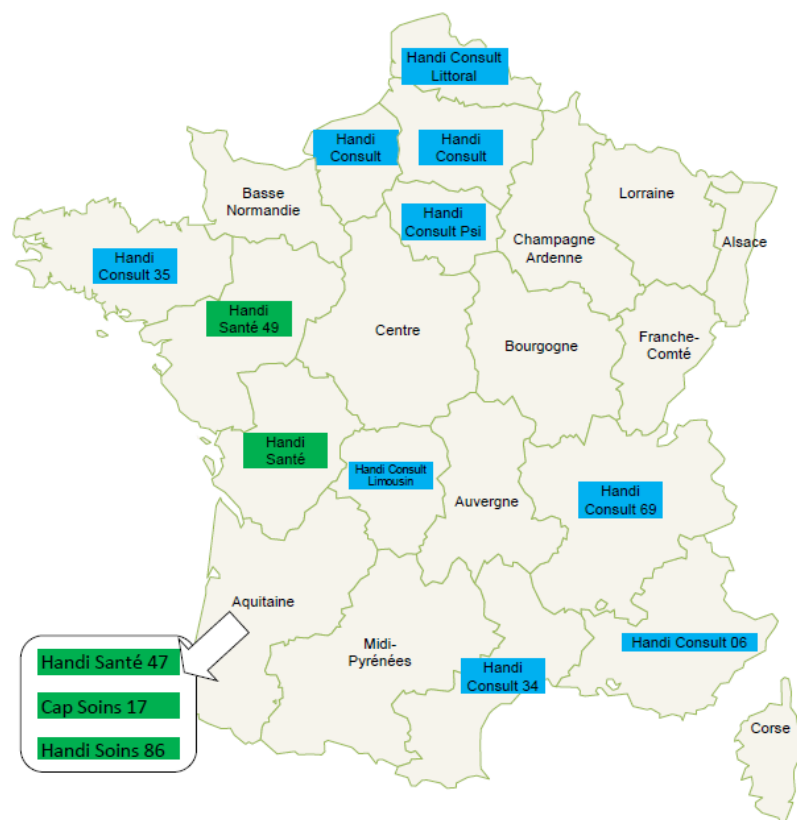 Handi Consult
Littoral
Handi
Consult
Handi
Consult
Basse
Normandie
Lorraine
Handi
Consult Psi
Champagne
Ardenne
Alsace
Handi
Consult 35
Handi
Santé 49
Centre
Bourgogne
Franche-
Comté
Handi
Santé
Handi Consult
Limousin
Auvergne
Handi
Consult 69
Aquitaine
Midi-
Pyrénées
Handi Consult 06
Handi
Consult 34
Handi Santé 47
Cap Soins 17
Handi Soins 86
Corse